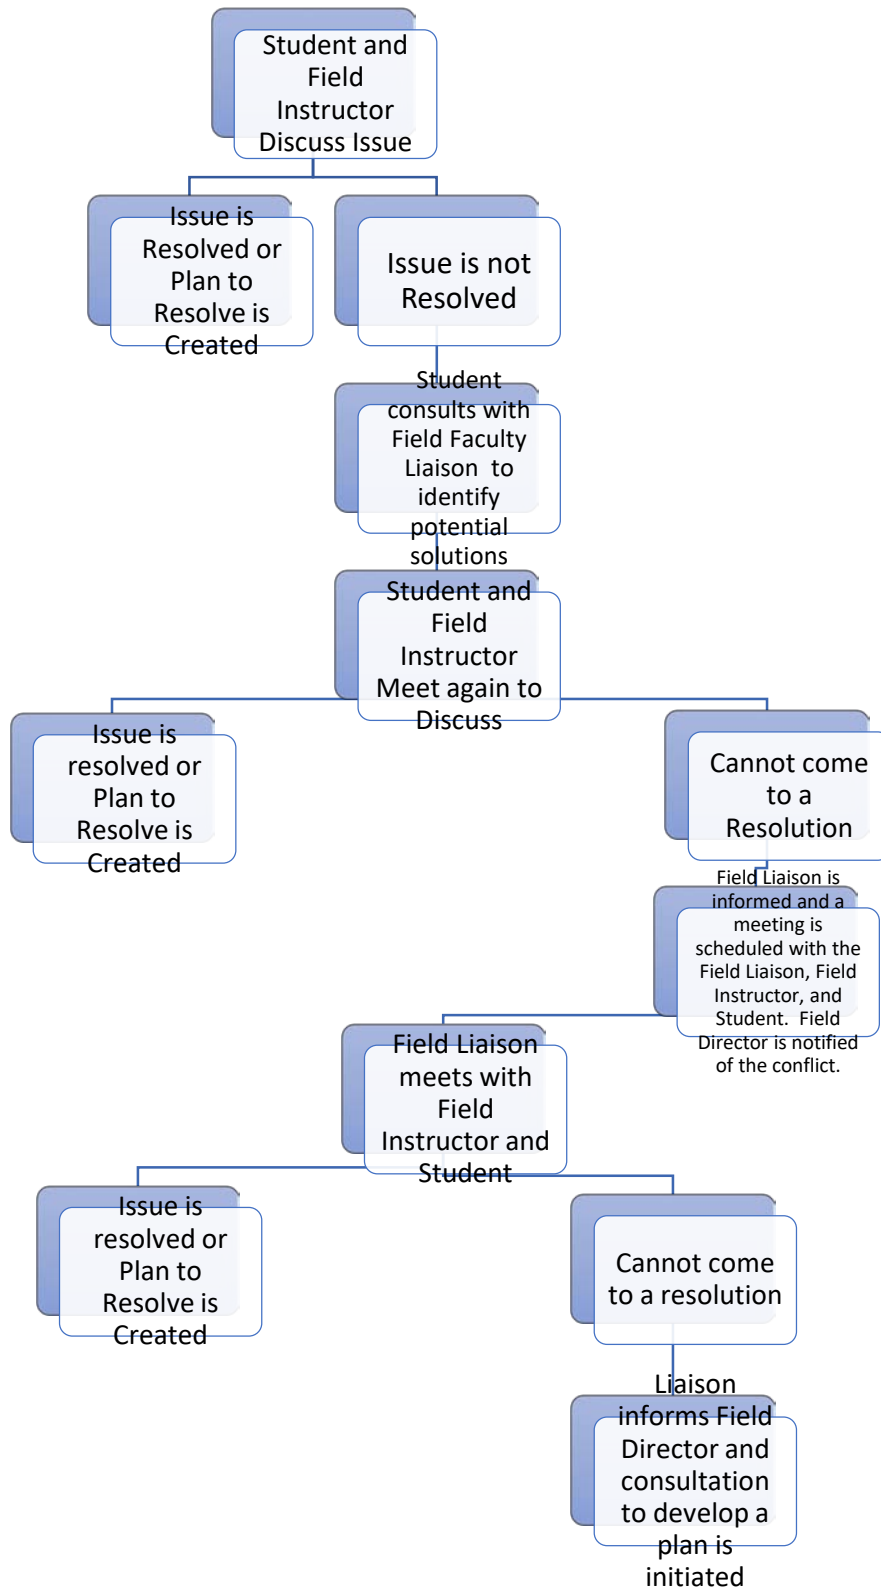 Student and
Field
Instructor
Discuss Issue
Issue is
Resolved or
Plan to
Resolve is
Created
Issue is not
Resolved
Student
consults with
Field Faculty
Liaison to
identify
potential
solutions
Student and
Field
Instructor
Meet again to
Discuss
Issue is
resolved or
Plan to
Resolve is
Created
Cannot come
to a
Resolution
Field Liaison is
informed and a
meeting is
scheduled with the
Field Liaison, Field
Instructor, and
Student. Field
Director is notified
of the conflict.
Field Liaison
meets with
Field
Instructor and
Student
Issue is
resolved or
Plan to
Resolve is
Created
Cannot come
to a resolution
Liaison
informs Field
Director and
consultation
to develop a
plan is
initiated